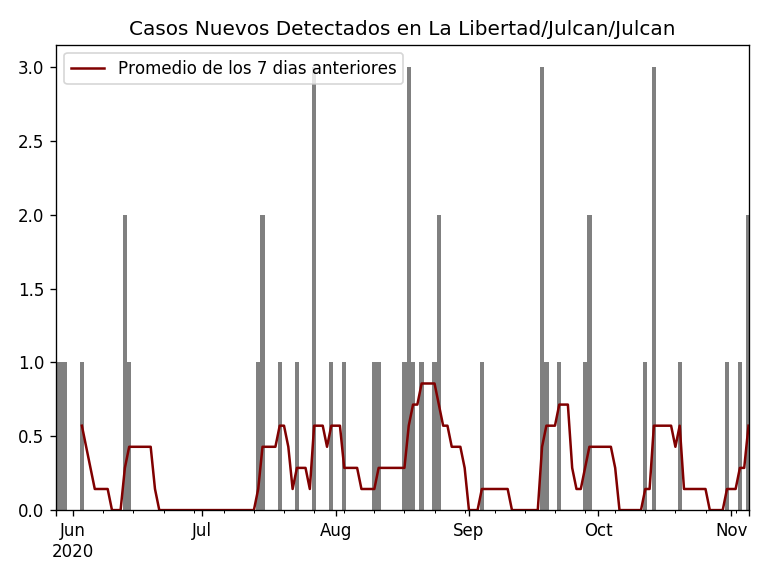 Casos Nuevos Detectados en La Libertad/Julcan/Julcan
Promedio de los 7 dias anteriores
3.0
2.5
2.0
1.5
1.0
0.5
0.0
Jun Jul Aug Sep Oct Nov
2020